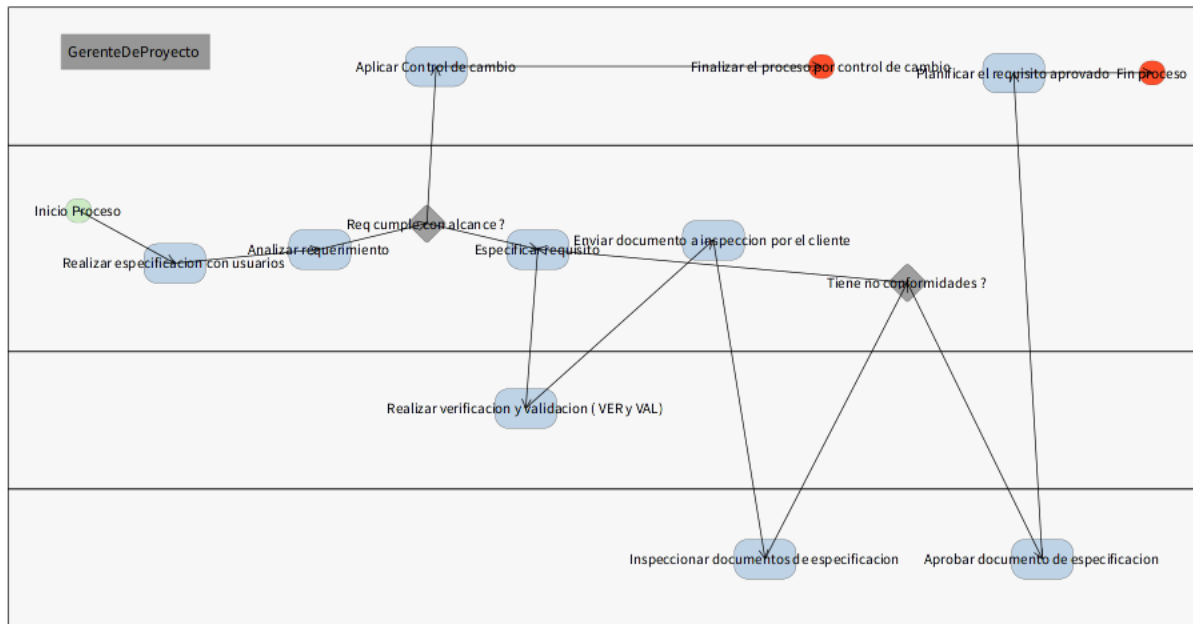 GerenteDeProyecto
Aplicar Control de cambio
Finalizar el proceso por control de cambio
Planificar el requisito aprovado
Fin proceso
Inicio Proceso
Req cumple con alcance ?
Enviar documento a inspeccion por el cliente
Analizar requerimiento
Especificar requisito
Realizar especificacion con usuarios
Tiene no conformidades ?
Realizar verificacion y validacion ( VER y VAL)
Inspeccionar documentos de especificacion
Aprobar documento de especificacion